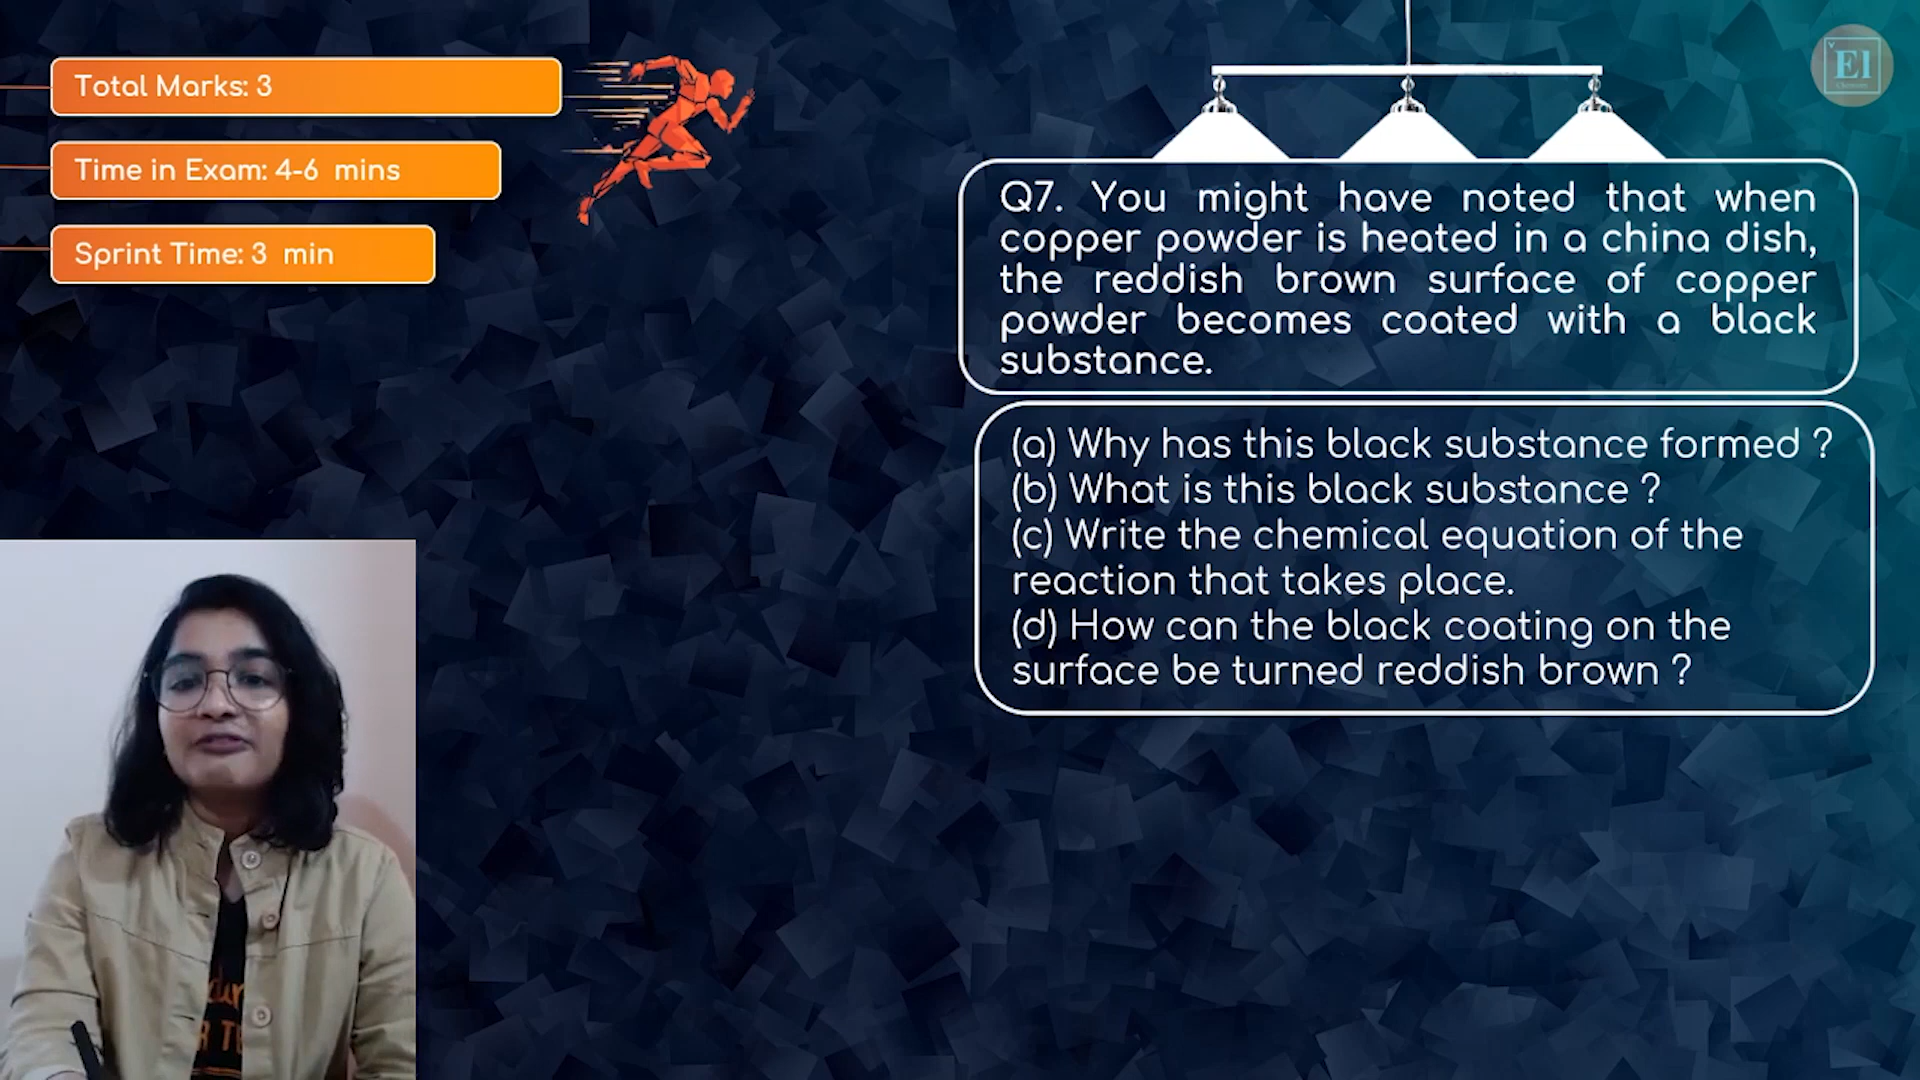 Total Marks: 3
Time in Exam: 4-6 mins
Sprint Time: 3 min
El
Q7. You might have noted that when
copper powder is heated in a china dish,
the reddish brown surface of copper
powder becomes coated with a black
substance.
(a) Why has this black substance formed ?
(b) What is this black substance ?
(c) Write the chemical equation of the
reaction that takes place.
(d) How can the black coating on the
surface be turned reddish brown ?